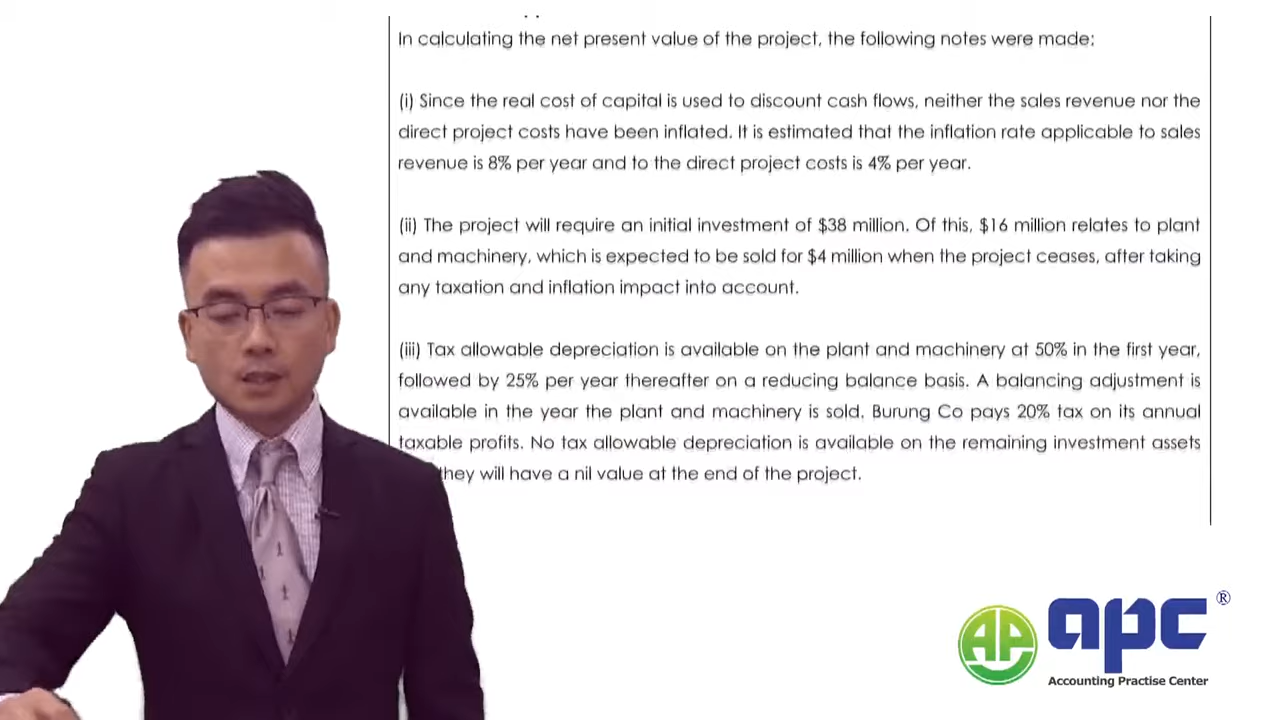 In calculating the net present value of the project, the following notes were made:
(i) Since the real cost of capital is used to discount cash flows, neither the sales revenue nor the
direct project costs have been inflated. It is estimated that the inflation rate applicable to sales
revenue is 8% per year and to the direct project costs is 4% per year.
(ii) The project will require an initial investment of $38 million. Of this, $16 million relates to plant
and machinery, which is expected to be sold for $4 million when the project ceases, after taking
any taxation and inflation impact into account.
(iii) Tax allowable depreciation is available on the plant and machinery at 50% in the first year,
followed by 25% per year thereafter on a reducing balance basis. A balancing adjustment is
available in the year the plant and machinery is sold. Burung Co pays 20% tax on its annual
taxable profits. No tax allowable depreciation is available on the remaining investment assets
they will have a nil value at the end of the project.
AP apc ®
Accounting Practise Center